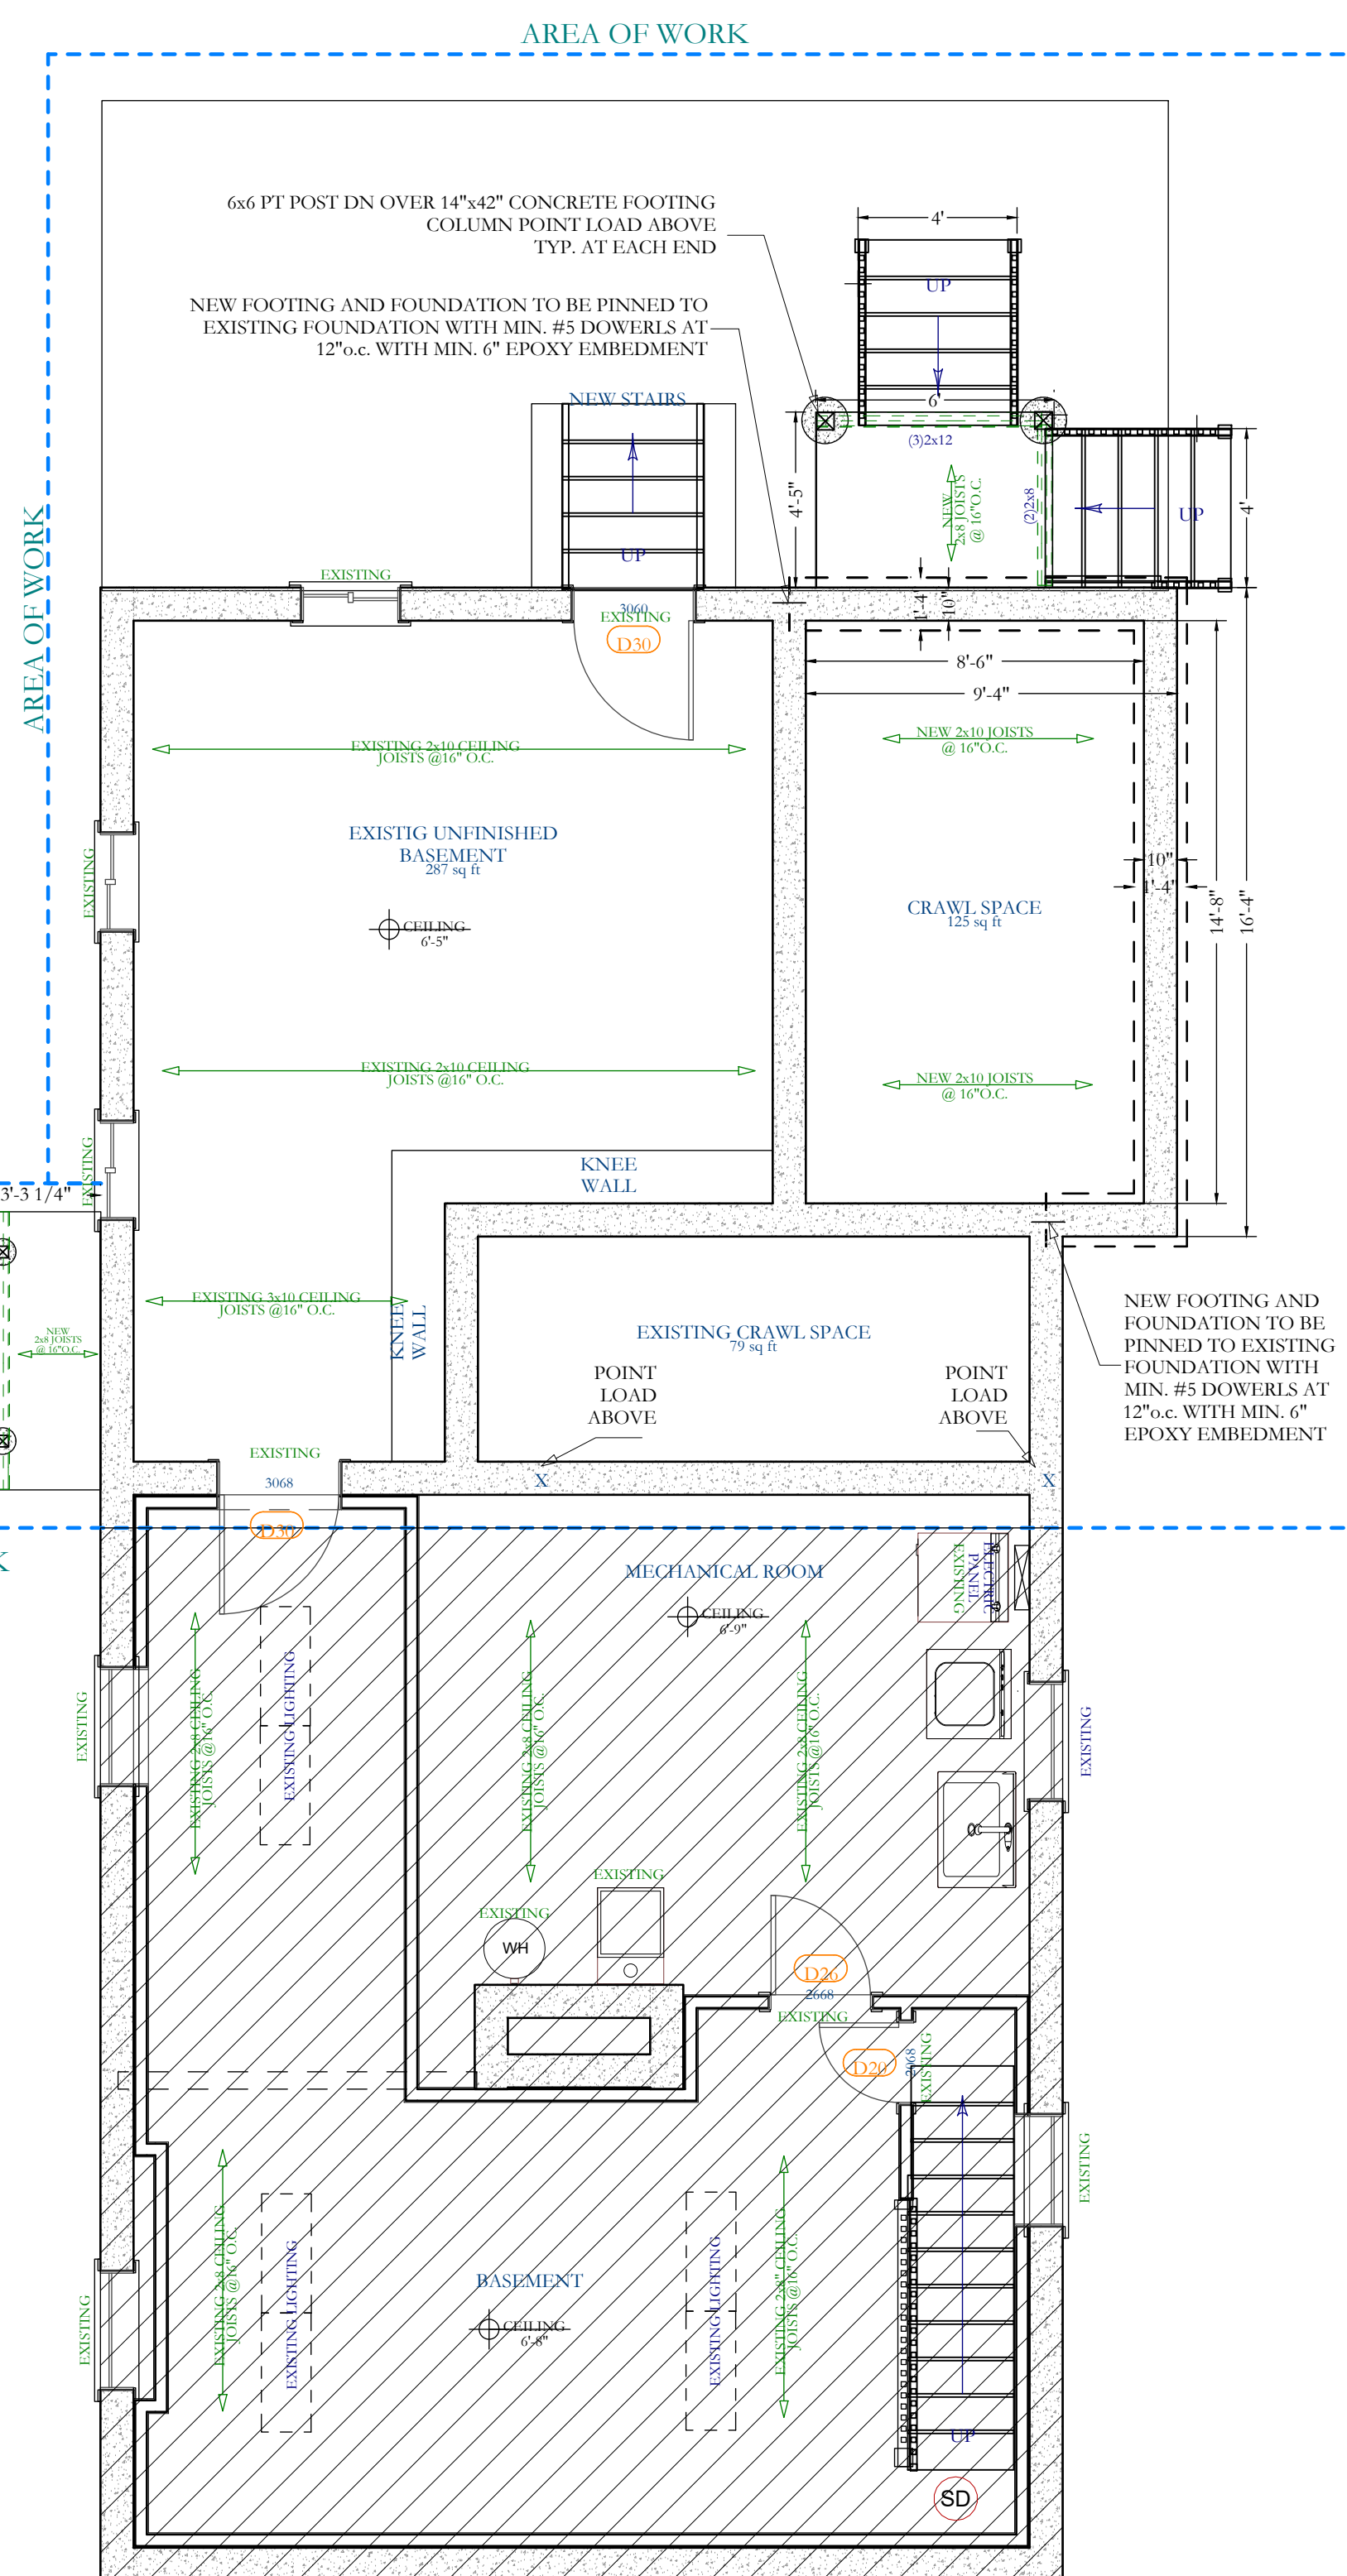 AREA OF WORK
6x6 PT POST DN OVER 14"x42" CONCRETE FOOTING
COLUMN POINT LOAD ABOVE
TYP. AT EACH END
4'
UP
NEW FOOTING AND FOUNDATION TO BE PINNED TO
EXISTING FOUNDATION WITH MIN. #5 DOWERLS AT
12"o.c. WITH MIN. 6" EPOXY EMBEDMENT
NEW STAIRS
6'
(3)2x12
4'-5"
NEW
2x8 JOISTS
@ 16"O.C.
(2)2x8
UP
4'
UP
AREA OF WORK
EXISTING
3060
EXISTING
D30
1'-4"
10"
8'-6"
9'-4"
EXISTING 2x10 CEILING
JOISTS @16" O.C.
NEW 2x10 JOISTS
@ 16"O.C.
EXISTIG UNFINISHED
BASEMENT
287 sq ft
EXISTING
10"
1'-4"
CRAWL SPACE
125 sq ft
14'-8"
16'-4"
CEILING
6'-5"
EXISTING 2x10 CEILING
JOISTS @16" O.C.
NEW 2x10 JOISTS
@ 16"O.C.
EXISTING
KNEE
WALL
3'-3 1/4"
EXISTING 3x10 CEILING
JOISTS @16" O.C.
KNEE
WALL
NEW
2x8 JOISTS
@ 16"O.C.
EXISTING CRAWL SPACE
79 sq ft
POINT
LOAD
ABOVE
POINT
LOAD
ABOVE
NEW FOOTING AND
FOUNDATION TO BE
PINNED TO EXISTING
FOUNDATION WITH
MIN. #5 DOWERLS AT
12"o.c. WITH MIN. 6"
EPOXY EMBEDMENT
EXISTING
3068
X
X
D30
K
MECHANICAL ROOM
CEILING
6'-9"
EXISTING
ELECTRIC
PANEL
EXISTING
EXISTING 2x8 CEILING
JOISTS @16" O.C.
EXISTING LIGHTING
EXISTING 2x8 CEILING
JOISTS @16" O.C.
EXISTING 2x8 CEILING
JOISTS @16" O.C.
EXISTING
EXISTING
EXISTING
WH
D26
2668
EXISTING
D20
2068
EXISTING
EXISTING
EXISTING 2x8 CEILING
JOISTS @16" O.C.
EXISTING LIGHTING
BASEMENT
CEILING
6'-8"
EXISTING LIGHTING
EXISTING 2x8" CEILING
JOISTS @16" O.C.
EXISTING
UP
SD